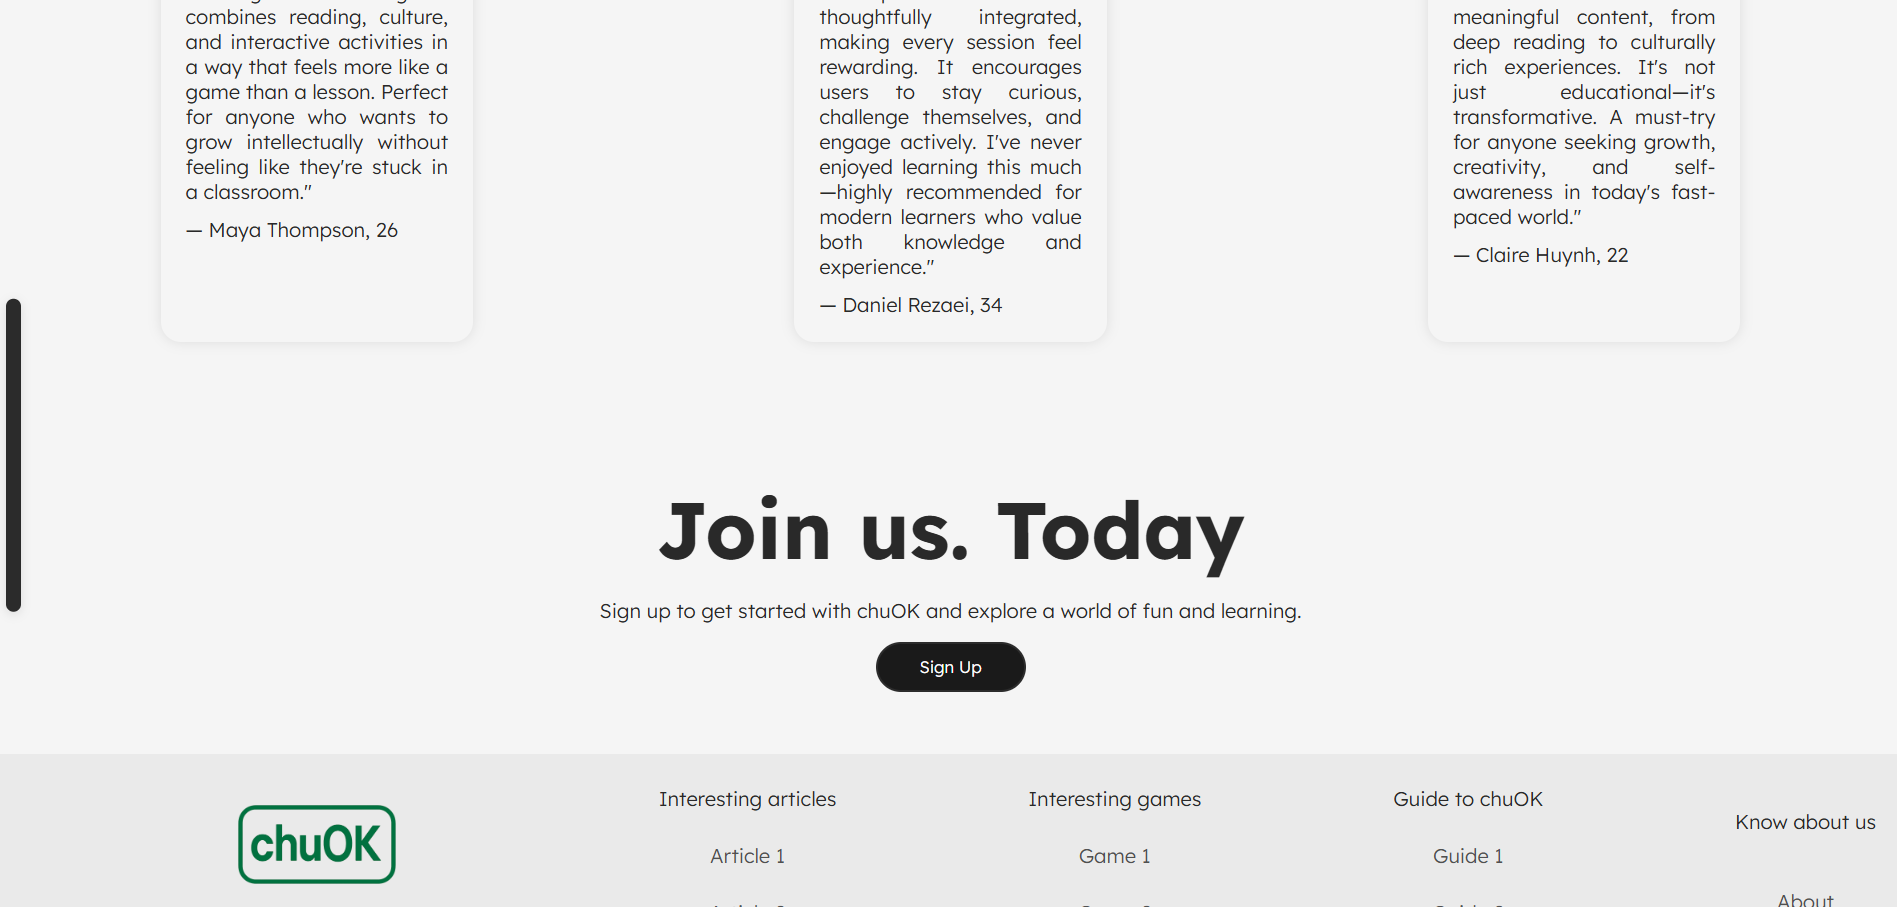 combines reading, culture,
and interactive activities in
a way that feels more like a
game than a lesson. Perfect
for anyone who wants to
grow intellectually without
feeling like they're stuck in
a classroom."
— Maya Thompson, 26
thoughtfully integrated,
making every session feel
rewarding. It encourages
users to stay curious,
challenge themselves, and
engage actively. I've never
enjoyed learning this much
—highly recommended for
modern learners who value
both knowledge and
experience."
— Daniel Rezaei, 34
meaningful content, from
deep reading to culturally
rich experiences. It's not
just educational—it's
transformative. A must-try
for anyone seeking growth,
creativity, and self-
awareness in today's fast-
paced world."
— Claire Huynh, 22
Join us. Today
Sign up to get started with chuOK and explore a world of fun and learning.
Sign Up
chuOK
Interesting articles
Article 1
Interesting games
Game 1
Guide to chuOK
Guide 1
Know about us
About